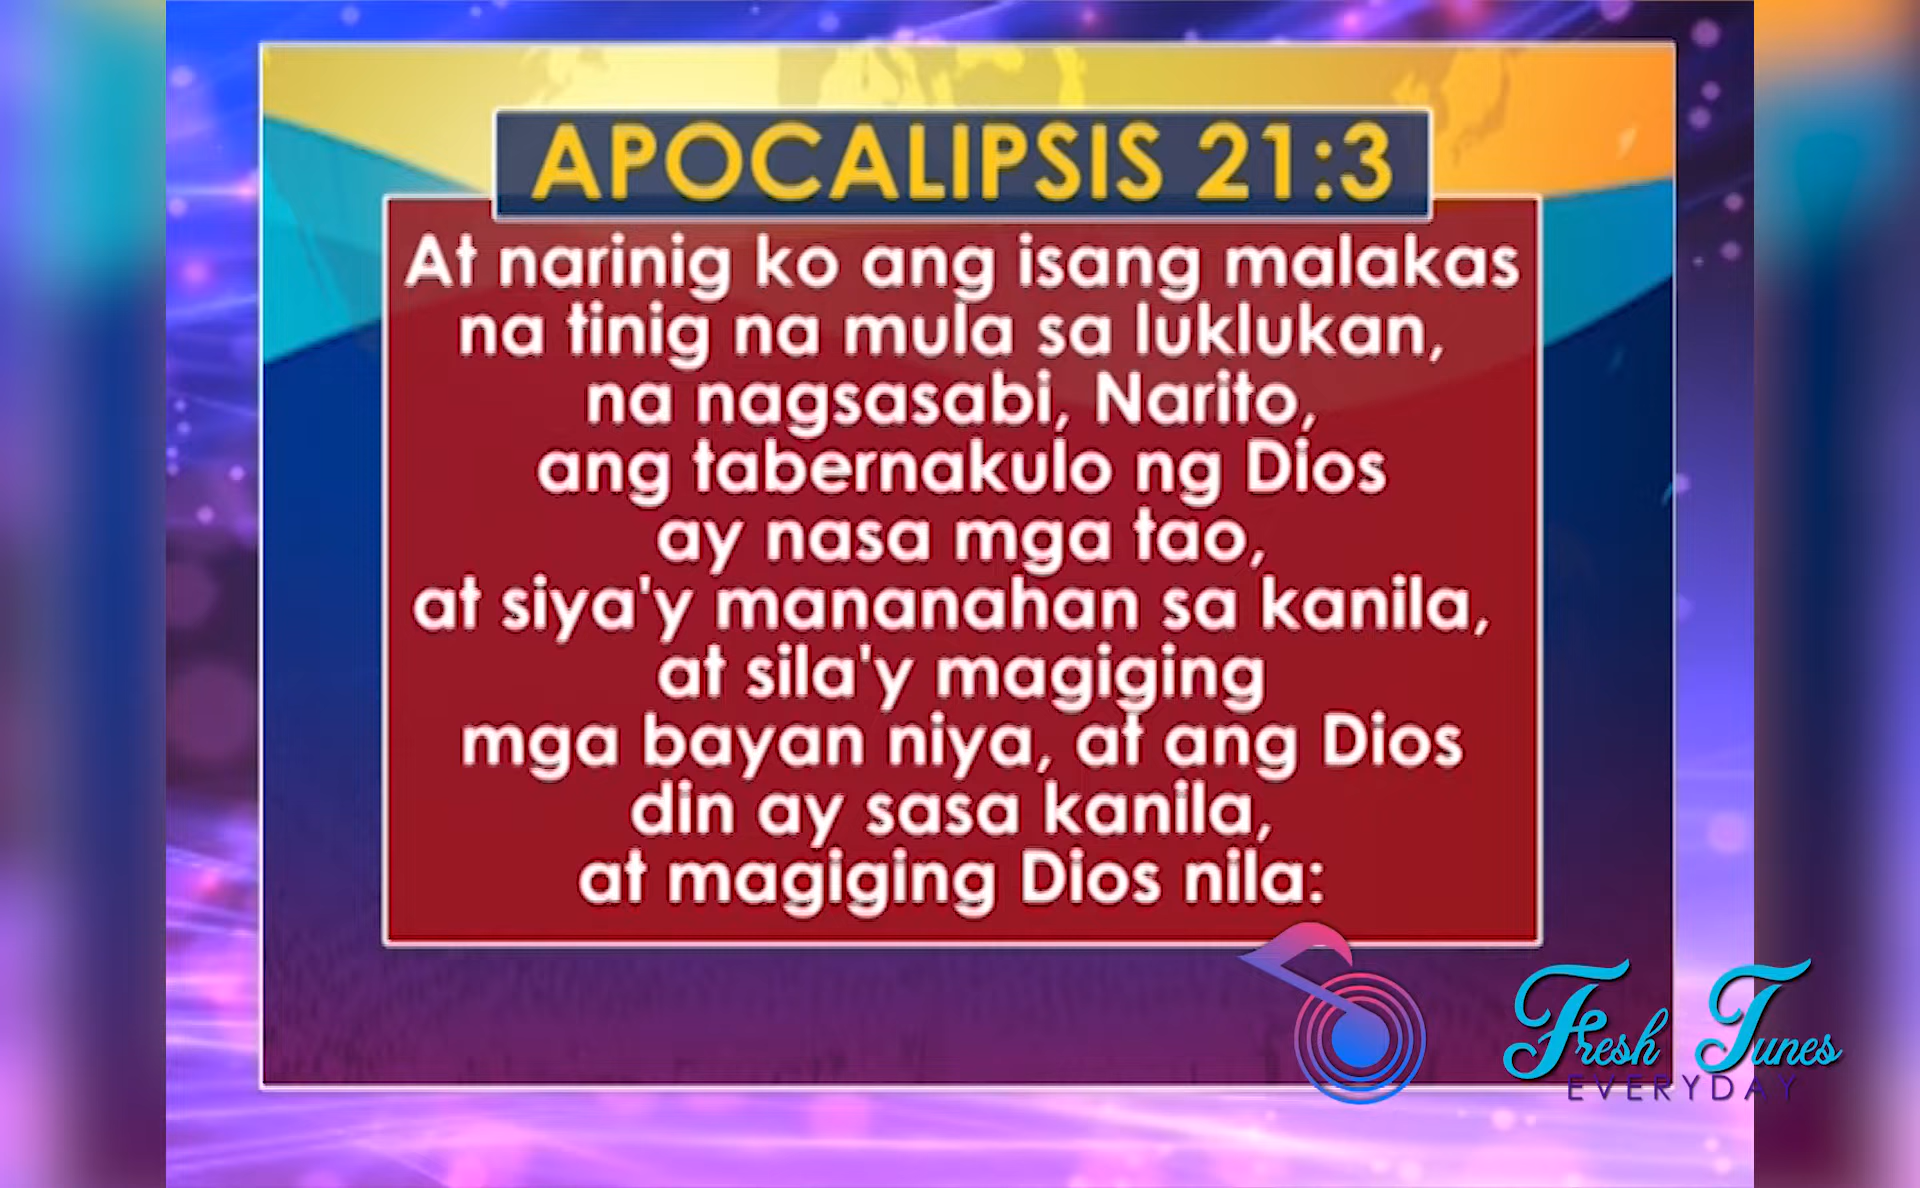 APOCALIPSIS 21:3
At narinig ko ang isang malakas
na tinig na mula sa luklukan,
na nagsasabi, Narito,
ang tabernakulo ng Dios
ay nasa mga tao,
at siya'y mananahan sa kanila,
at sila'y magiging
mga bayan niya, at ang Dios
din ay sasa kanila,
at magiging Dios nila:
Fresh Tunes
EVERYDAY